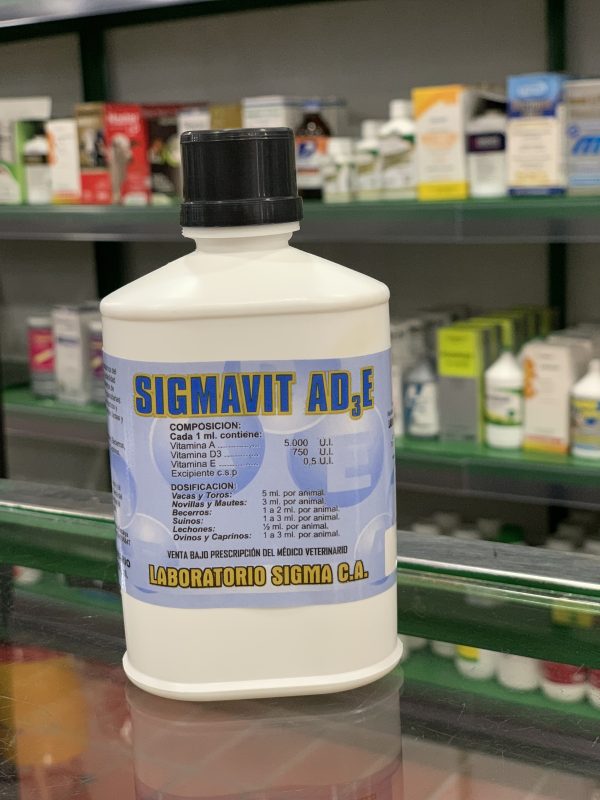 SIGMAVIT AD3E
COMPOSICION:
Cada 1 ml. contiene:
Vitamina A .............. 5.000 U.I.
Vitamina D3 ........... 750 U.I.
Vitamina E ............ 0,5 U.I.
Excipiente c.s.p
DOSIFICACION:
Vacas y Toros: 5 ml. por animal.
Novillas y Mautes: 3 ml. por animal.
Becerros: 1 a 2 ml. por animal.
Suinos: 1 a 3 ml. por animal.
Lechones: ½ ml. por animal.
Ovinos y Caprinos: 1 a 3 ml. por animal.
VENTA BAJO PRESCRIPCIÓN DEL MÉDICO VETERINARIO
LABORATORIO SIGMA C.A.